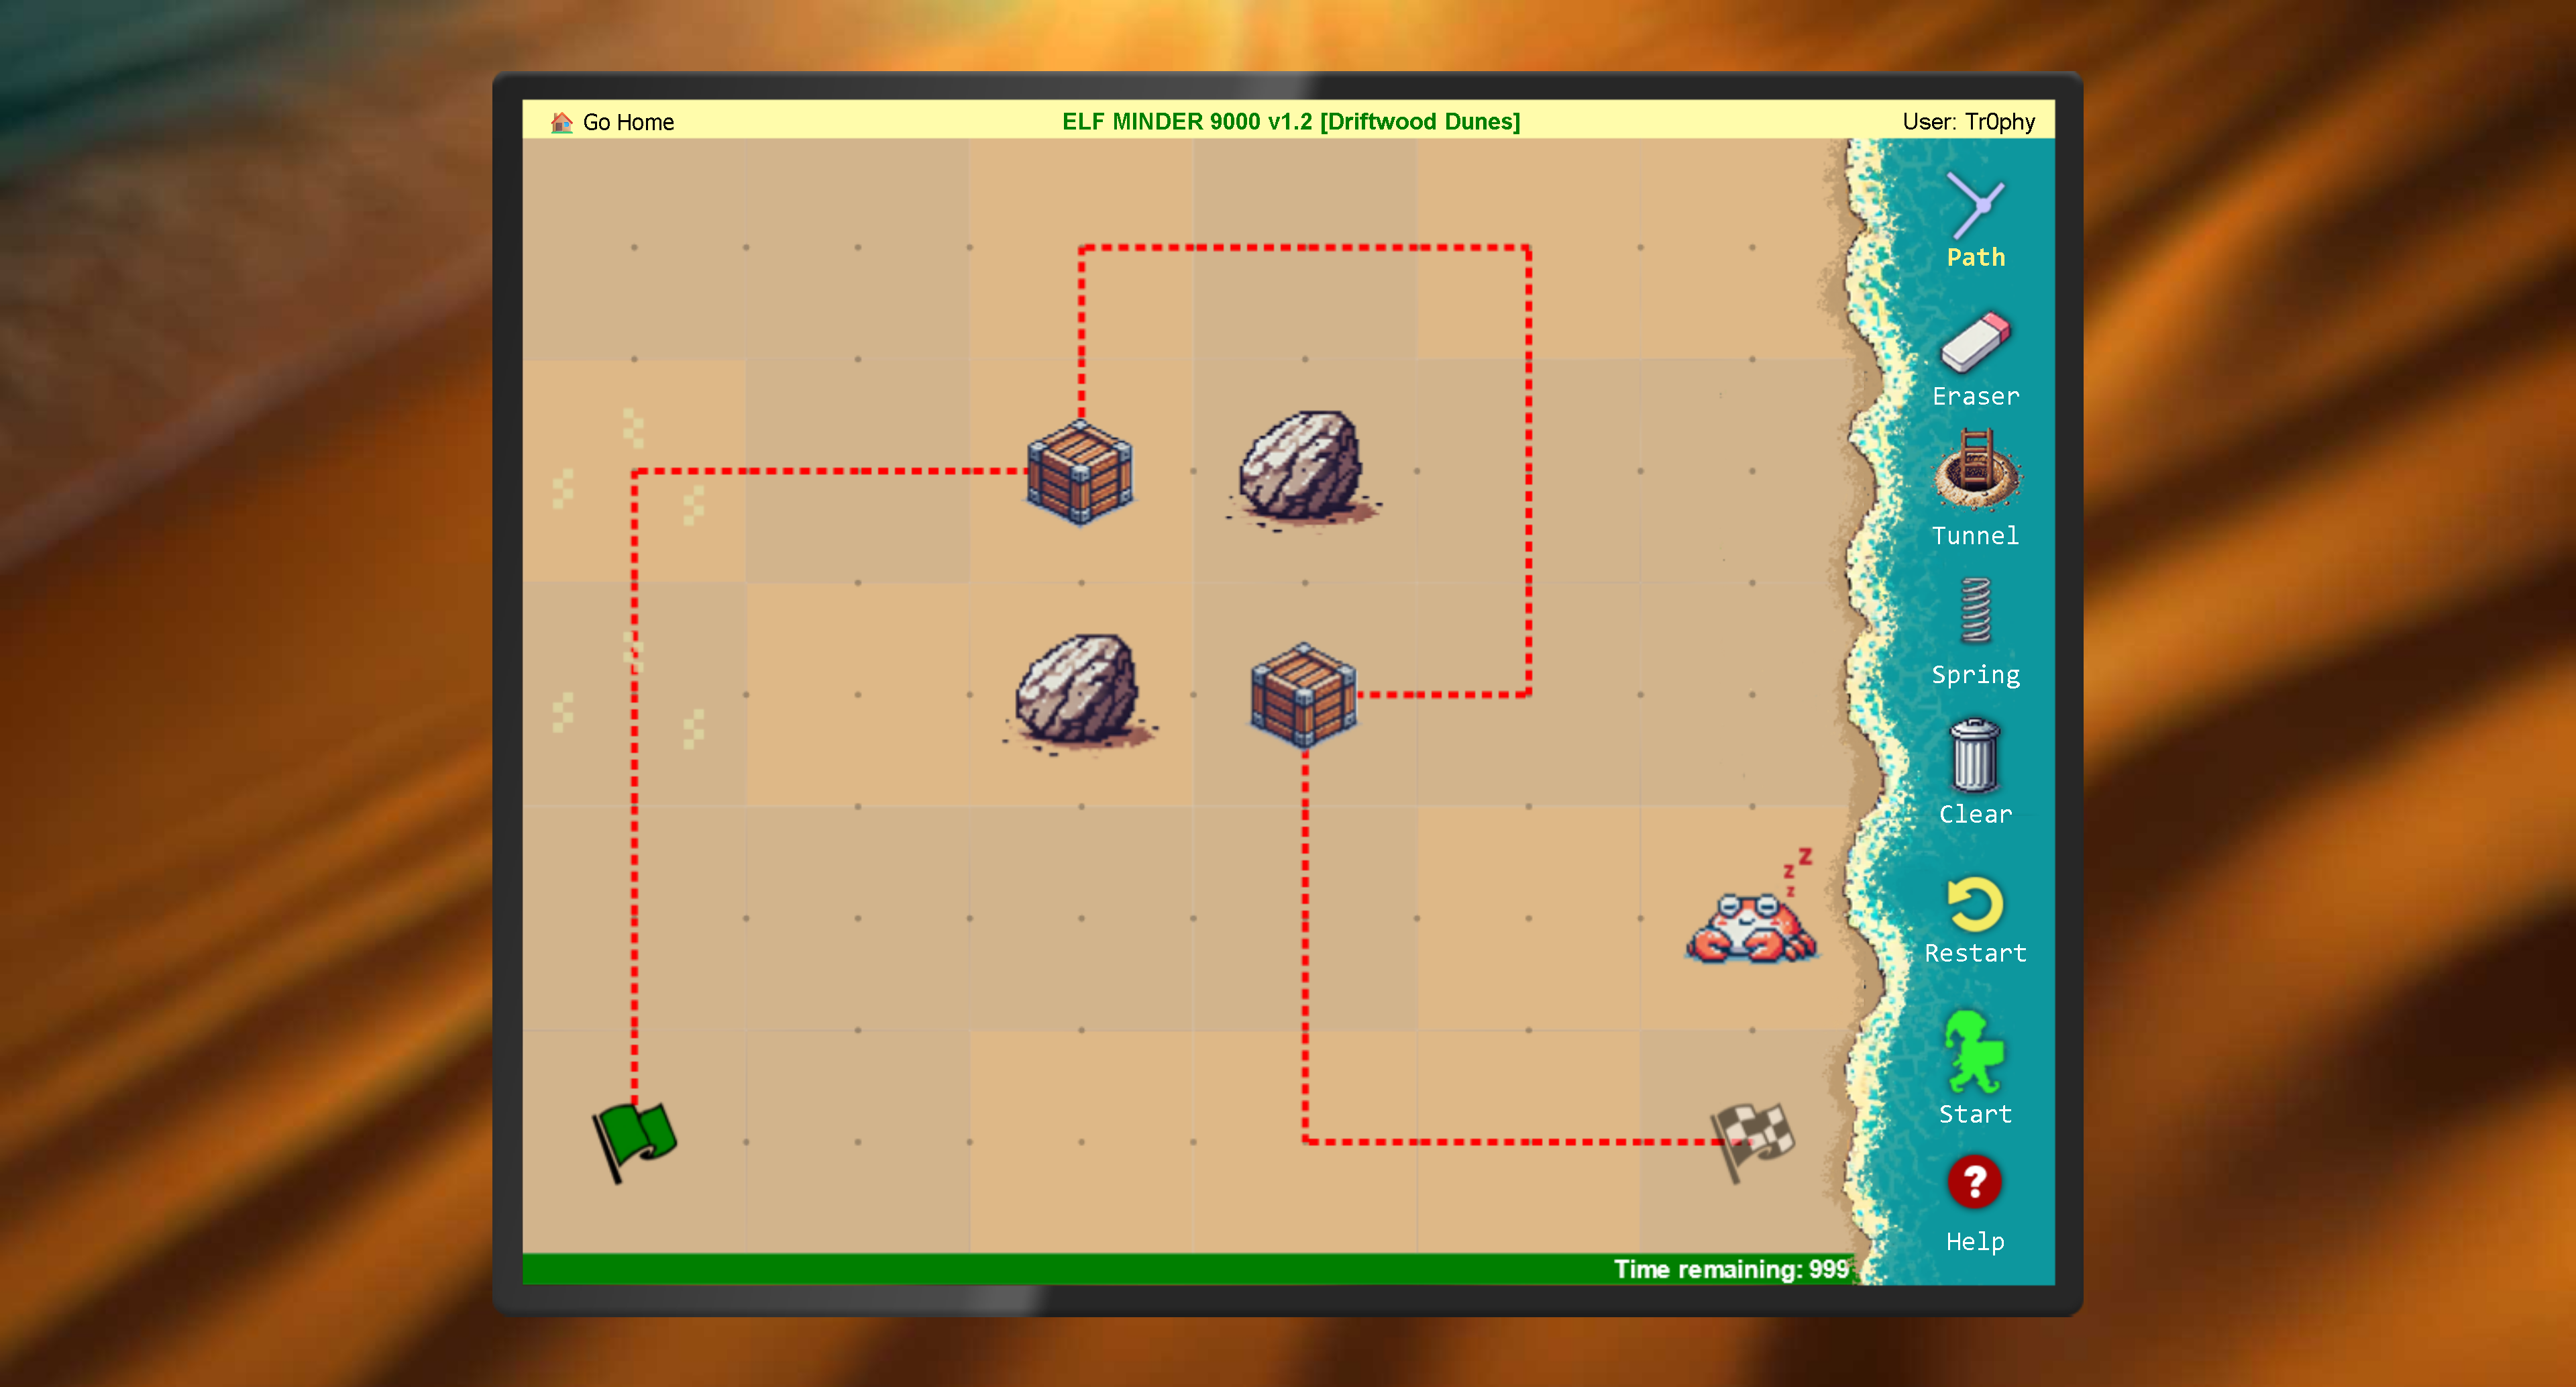 Go Home
ELF MINDER 9000 v1.2 [Driftwood Dunes]
User: Tr0phy
Path
Eraser
Tunnel
Spring
Clear
z
z
z
Restart
Start
?
Help
Time remaining: 999